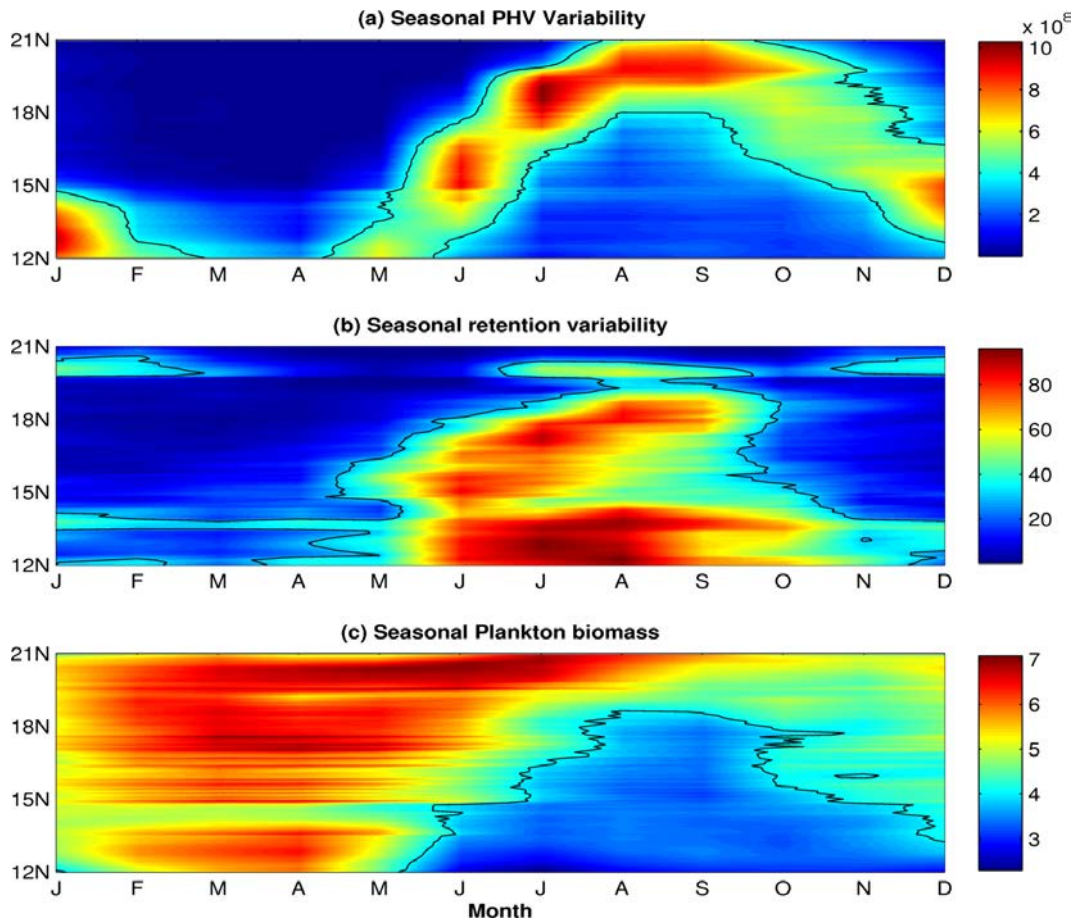 (a) Seasonal PHV Variability
x 10⁸
21N
18N
15N
12N
J F M A M J J A S O N D
10
8
6
4
2
(b) Seasonal retention variability
21N
18N
15N
12N
J F M A M J J A S O N D
80
60
40
20
(c) Seasonal Plankton biomass
21N
18N
15N
12N
J F M A M J J A S O N D
7
6
5
4
3
Month